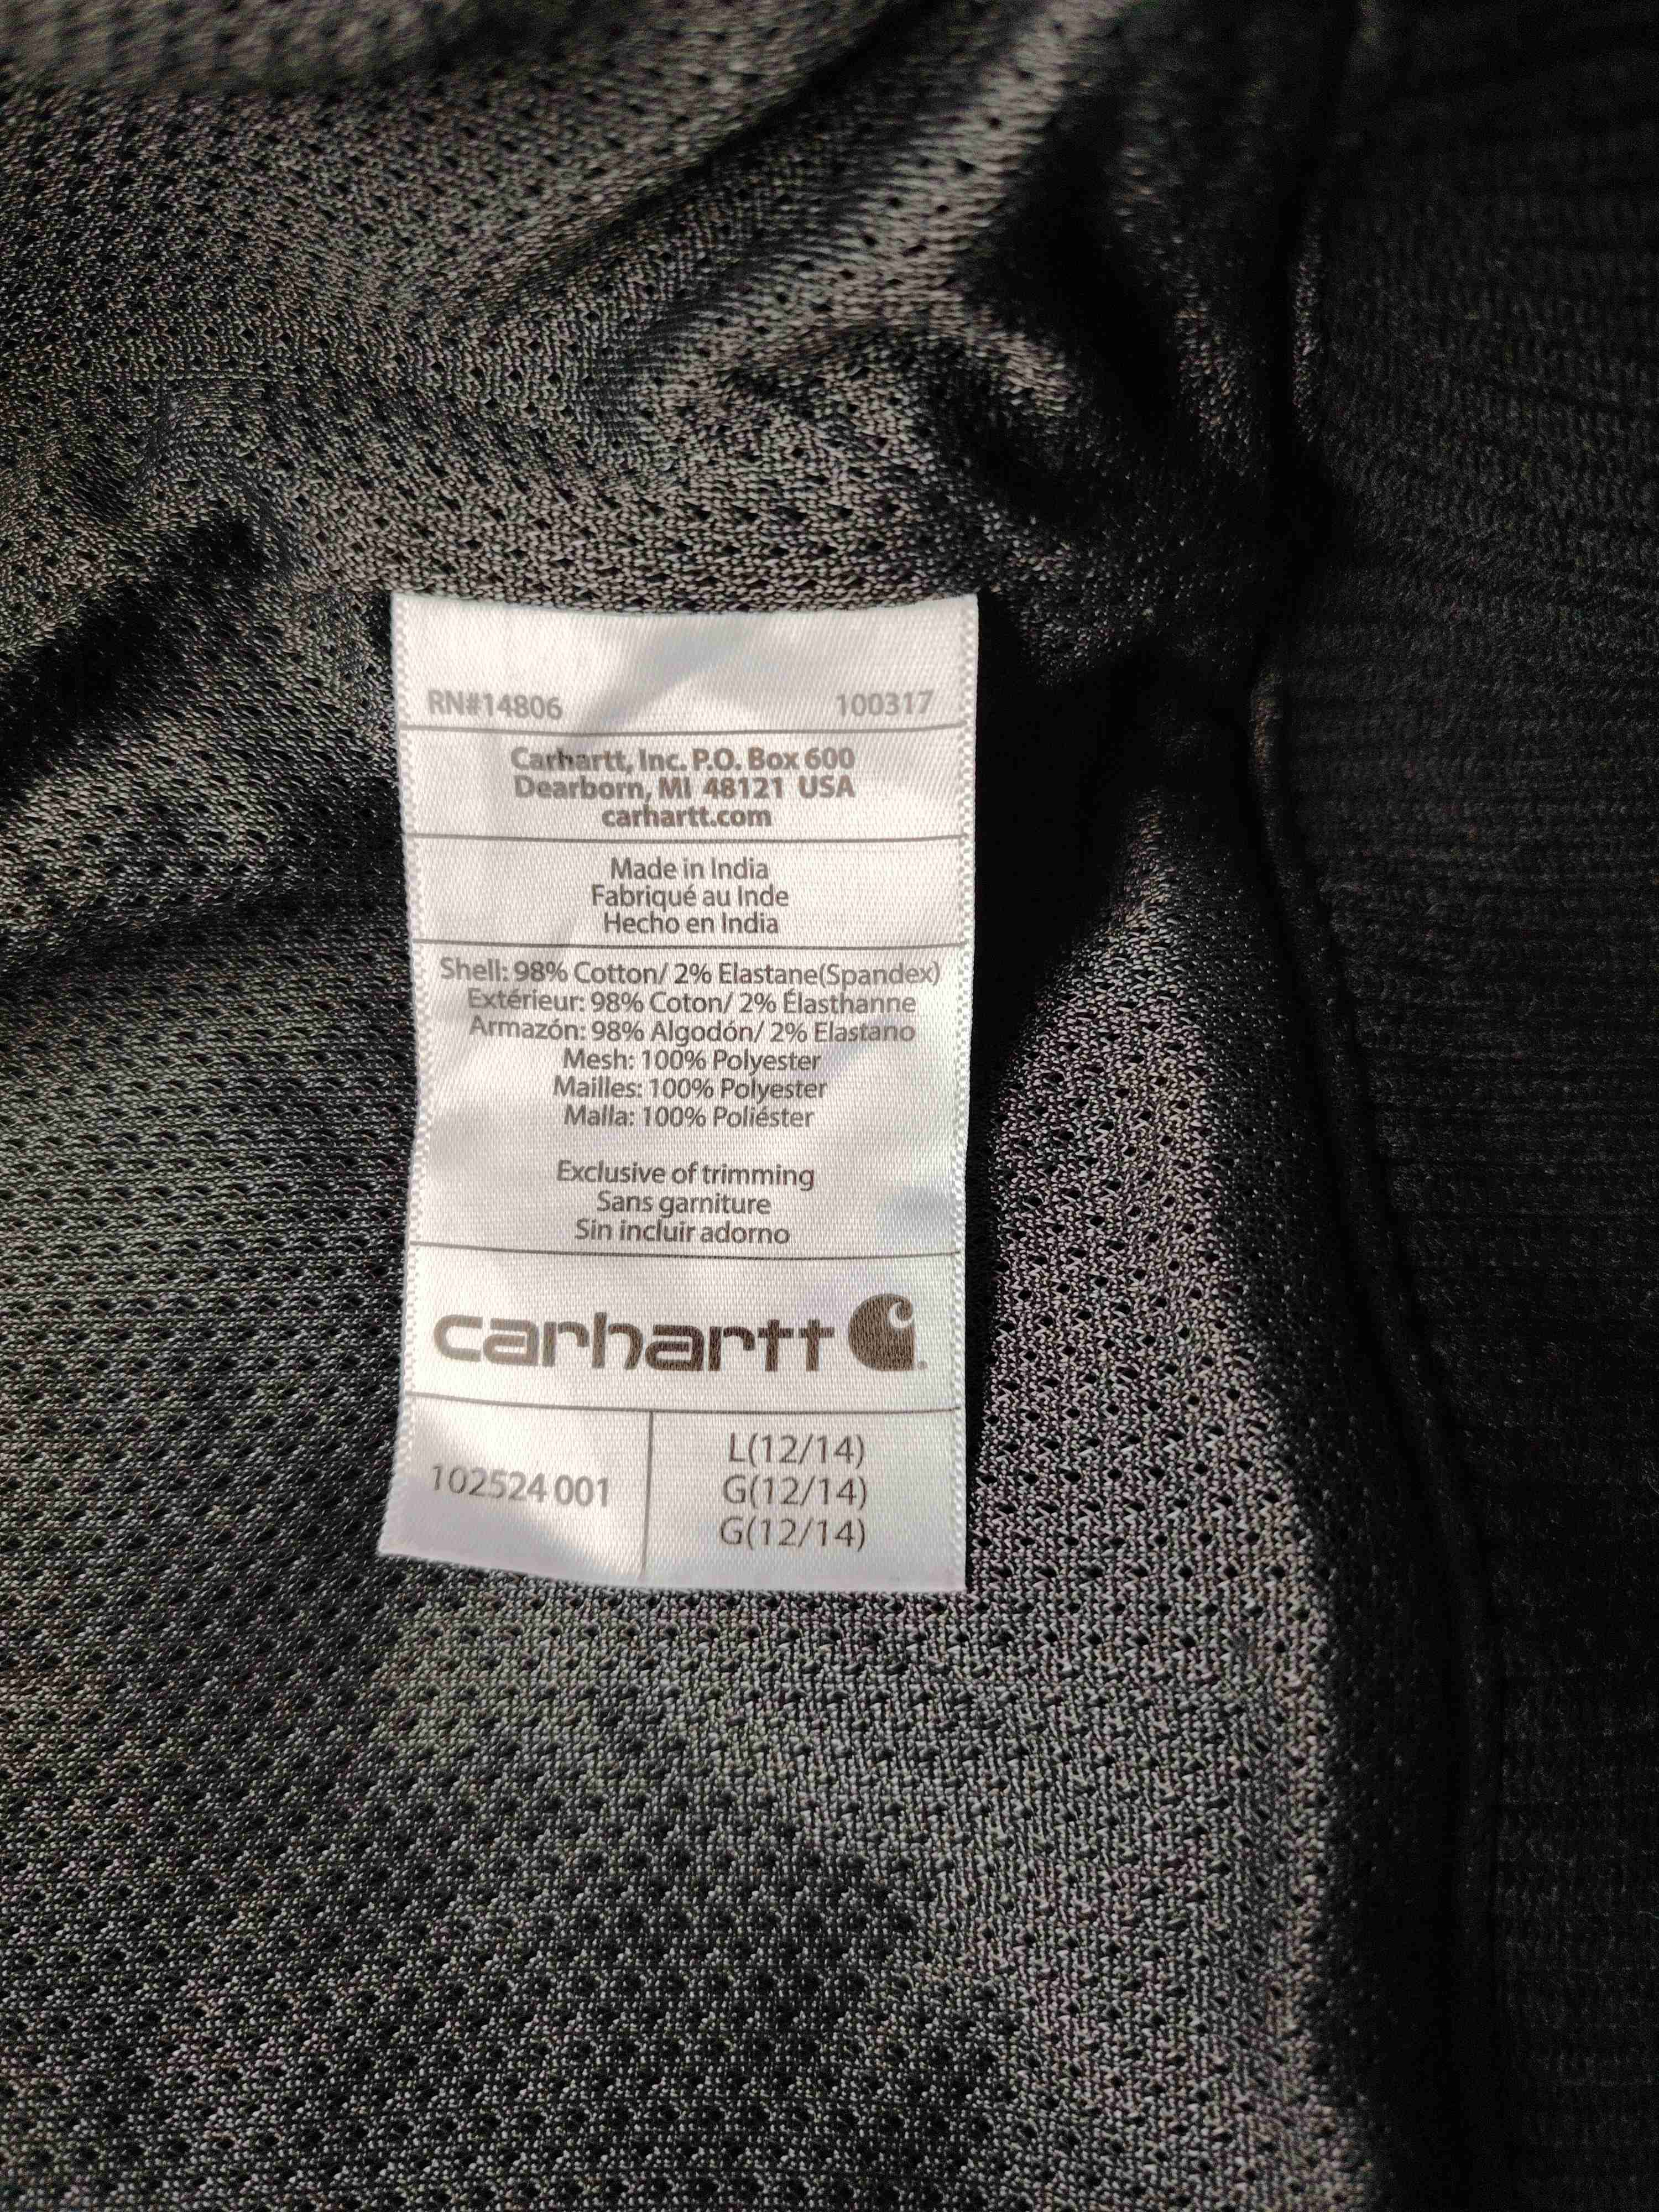 RN#14806 100317
Carhartt, Inc. P.O. Box 600
Dearborn, MI 48121 USA
carhartt.com
Made in India
Fabriqué au Inde
Hecho en India
Shell: 98% Cotton/ 2% Elastane(Spandex)
Extérieur: 98% Coton/ 2% Élasthanne
Armazón: 98% Algodón/ 2% Elastano
Mesh: 100% Polyester
Mailles: 100% Polyester
Malla: 100% Poliéster
Exclusive of trimming
Sans garniture
Sin incluir adorno
carhartt
102524 001
L(12/14)
G(12/14)
G(12/14)